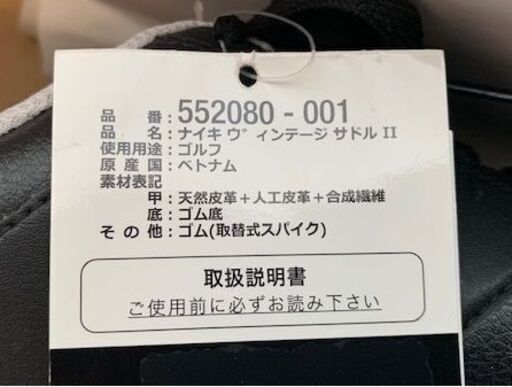 品番:552080-001
品名:ナイキ ヴィンテージ サドル II
使用用途:ゴルフ
原産国:ベトナム
素材表記
甲:天然皮革+人工皮革+合成繊維
底:ゴム底
その他:ゴム(取替式スパイク)
取扱説明書
ご使用前に必ずお読み下さい